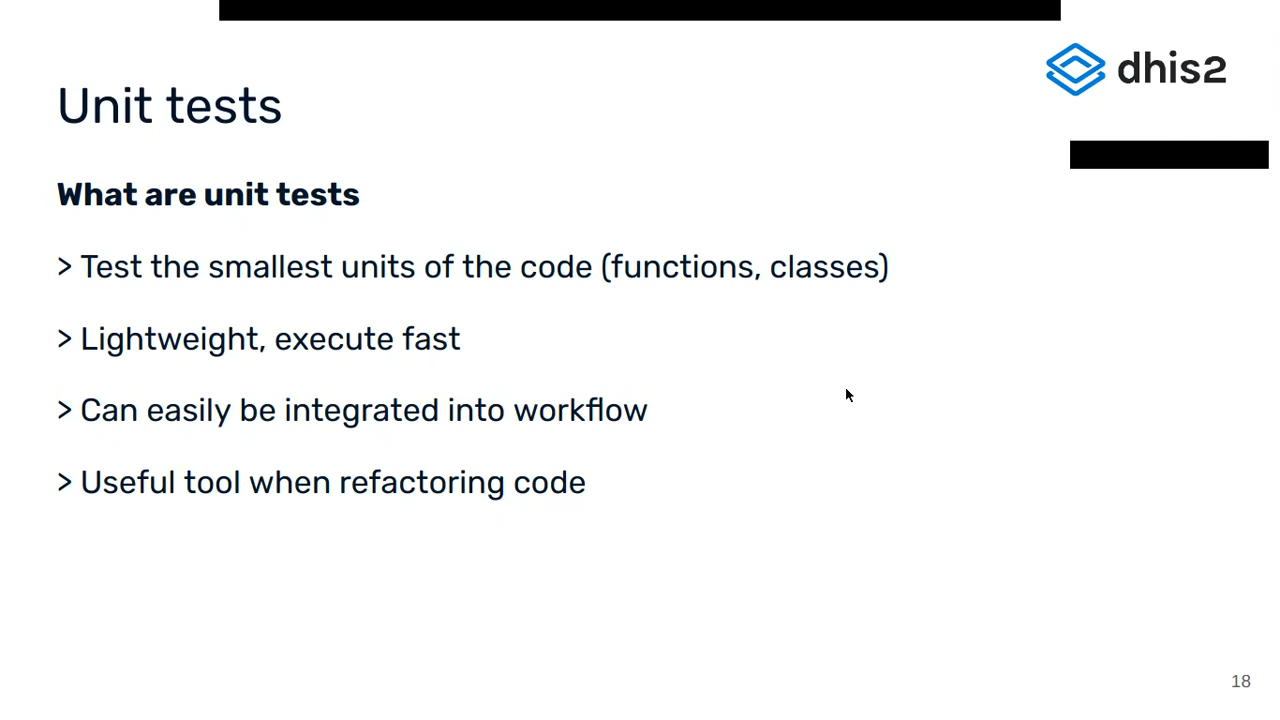 dhis2
Unit tests
What are unit tests
> Test the smallest units of the code (functions, classes)
> Lightweight, execute fast
> Can easily be integrated into workflow
> Useful tool when refactoring code
18